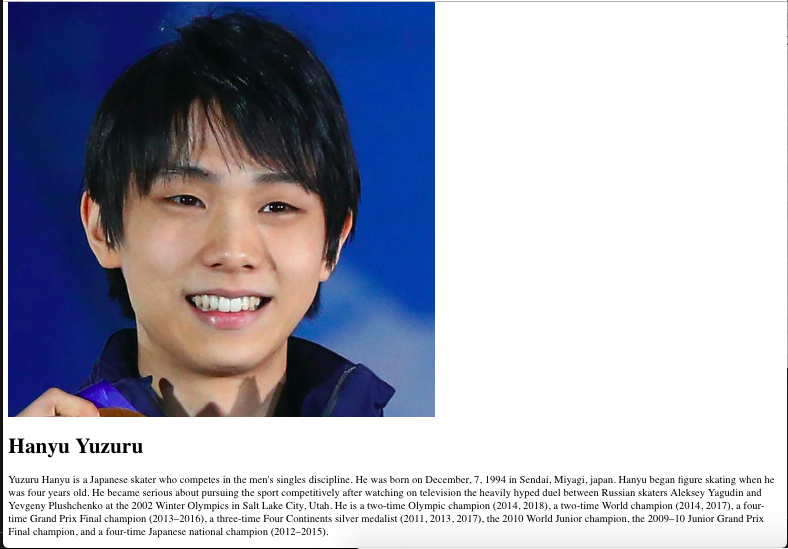 Hanyu Yuzuru
Yuzuru Hanyu is a Japanese skater who competes in the men's singles discipline. He was born on December, 7, 1994 in Sendai, Miyagi, japan. Hanyu began figure skating when he
was four years old. He became serious about pursuing the sport competitively after watching on television the heavily hyped duel between Russian skaters Aleksey Yagudin and
Yevgeny Plushchenko at the 2002 Winter Olympics in Salt Lake City, Utah. He is a two-time Olympic champion (2014, 2018), a two-time World champion (2014, 2017), a four-
time Grand Prix Final champion (2013–2016), a three-time Four Continents silver medalist (2011, 2013, 2017), the 2010 World Junior champion, the 2009–10 Junior Grand Prix
Final champion, and a four-time Japanese national champion (2012–2015).